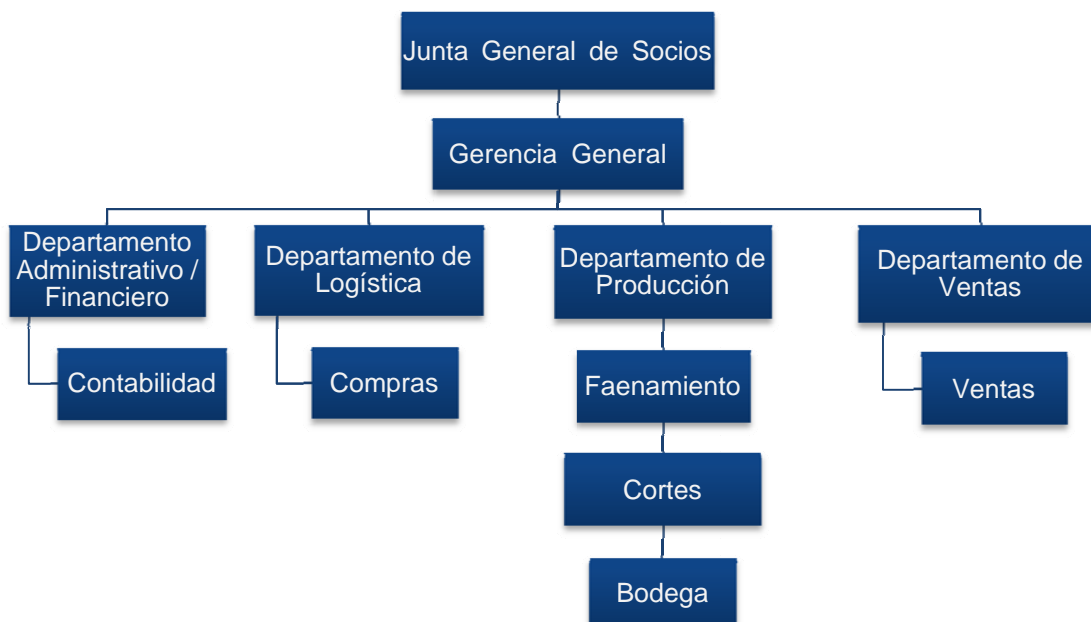 Junta General de Socios
Gerencia General
Departamento
Administrativo /
Financiero
Departamento de
Logística
Departamento de
Producción
Departamento de
Ventas
Contabilidad
Compras
Faenamiento
Ventas
Cortes
Bodega